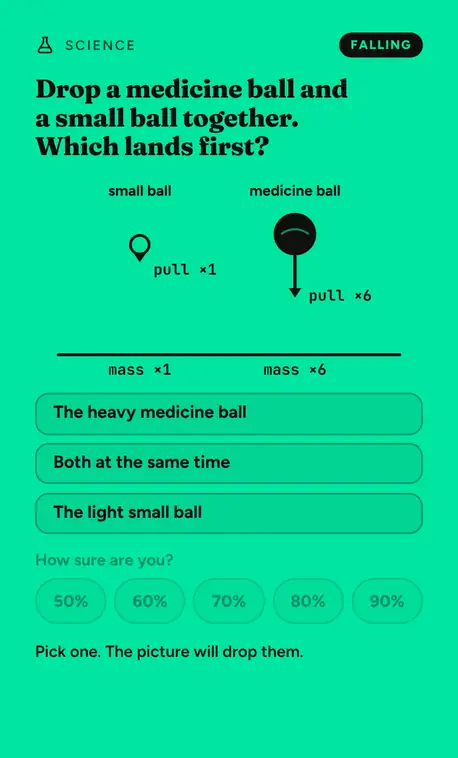 SCIENCE
FALLING
Drop a medicine ball and
a small ball together.
Which lands first?
small ball
medicine ball
pull ×1
pull ×6
mass ×1
mass ×6
The heavy medicine ball
Both at the same time
The light small ball
How sure are you?
50%
60%
70%
80%
90%
Pick one. The picture will drop them.